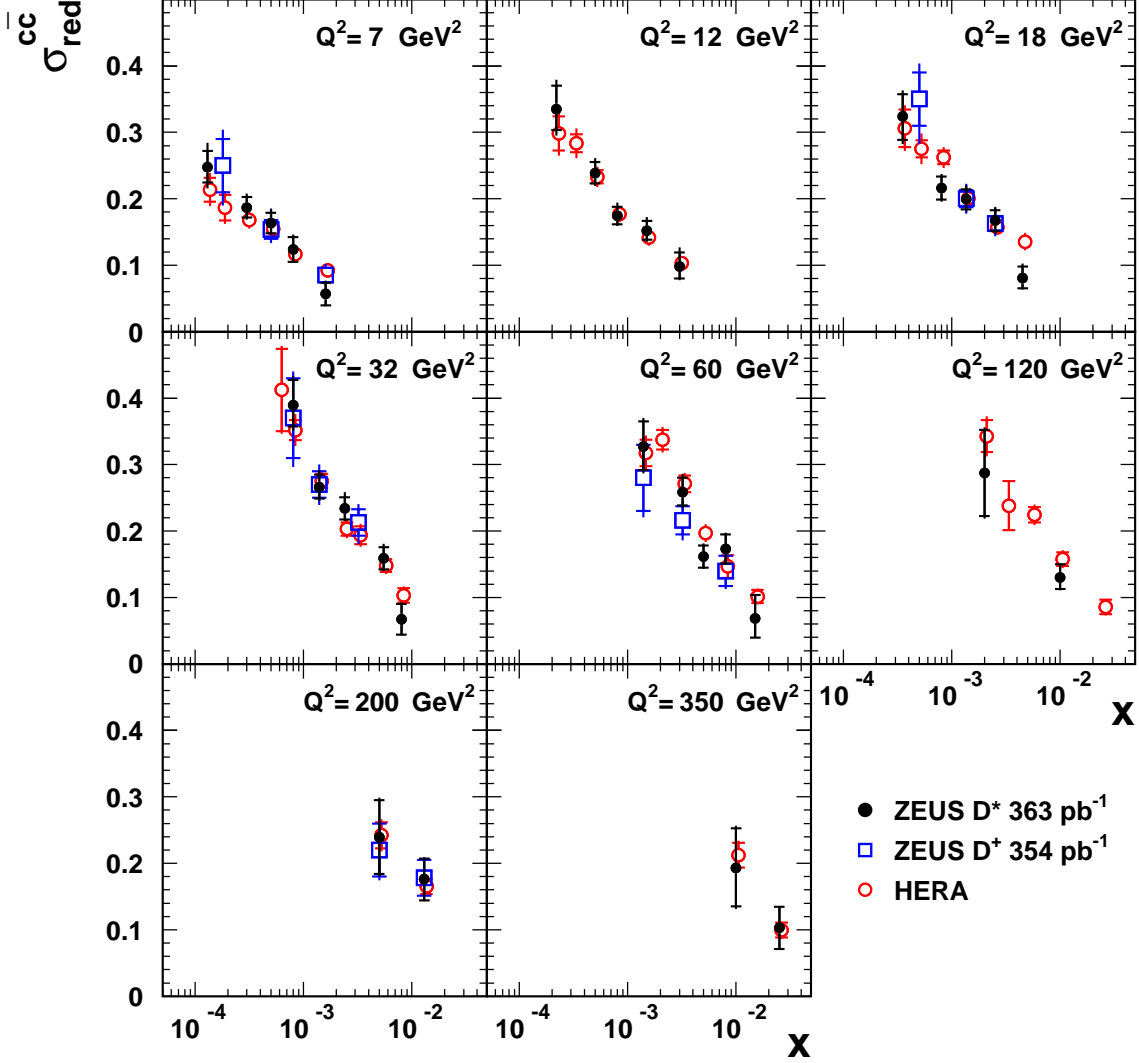 σ_red^{cc̄}
Q²= 7 GeV²
Q²= 12 GeV²
Q²= 18 GeV²
0.4
0.3
0.2
0.1
0
Q²= 32 GeV²
Q²= 60 GeV²
Q²= 120 GeV²
0.4
0.3
0.2
0.1
0
10⁻⁴ 10⁻³ 10⁻²
x
Q²= 200 GeV²
Q²= 350 GeV²
0.4
0.3
0.2
0.1
0
ZEUS D* 363 pb⁻¹
ZEUS D⁺ 354 pb⁻¹
HERA
10⁻⁴ 10⁻³ 10⁻² 10⁻⁴ 10⁻³ 10⁻²
x